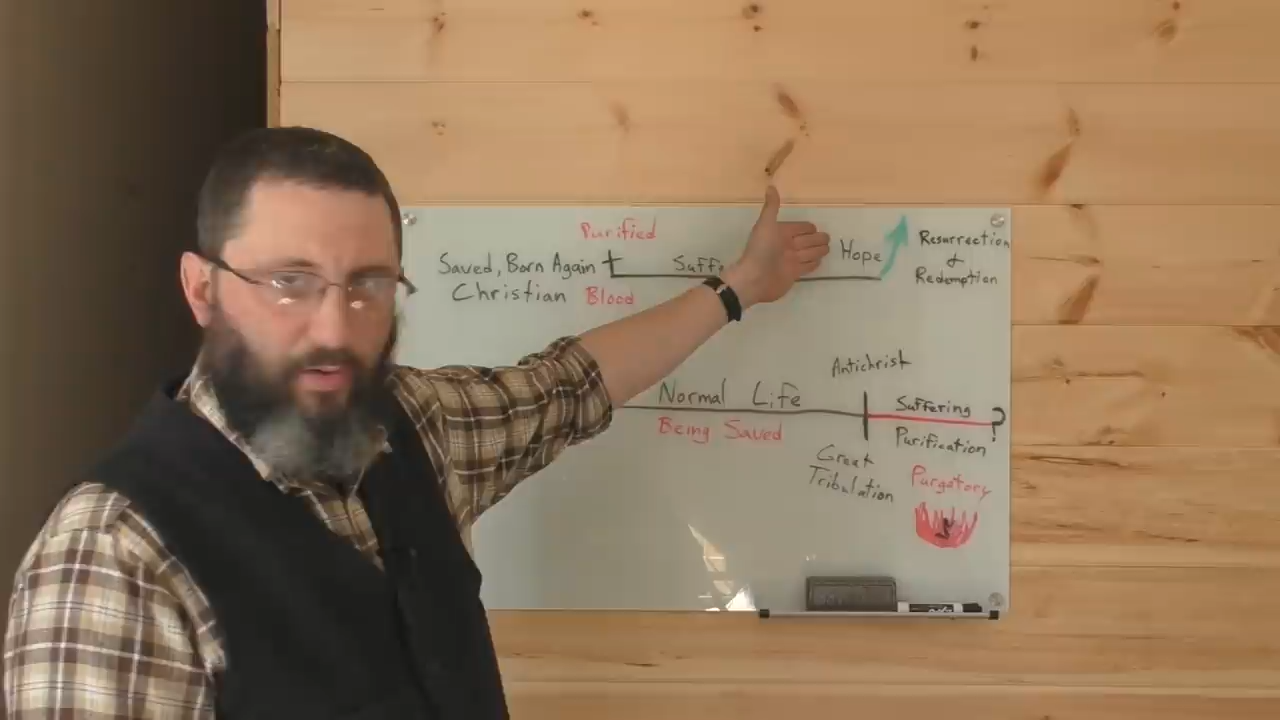 Purified
Saved, Born Again
Christian
Blood
Hope
Resurrection
&
Redemption
Antichrist
Normal Life
Being Saved
Suffering
?
Purification
Great
Tribulation
Purgatory